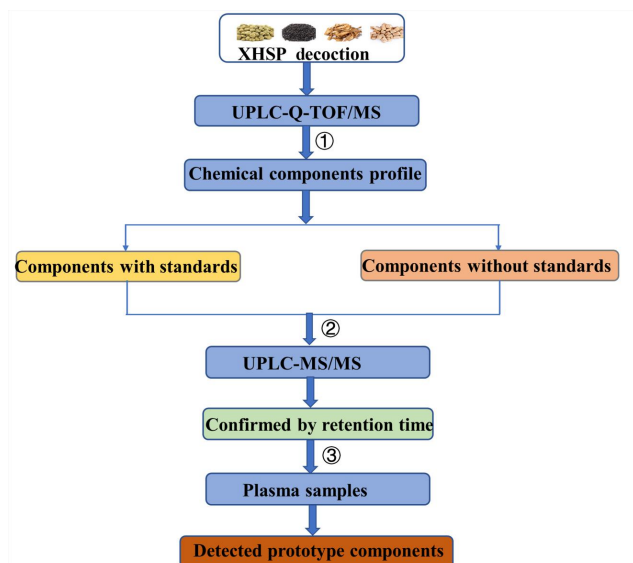 XHSP decoction
UPLC-Q-TOF/MS
①
Chemical components profile
Components with standards
Components without standards
②
UPLC-MS/MS
Confirmed by retention time
③
Plasma samples
Detected prototype components